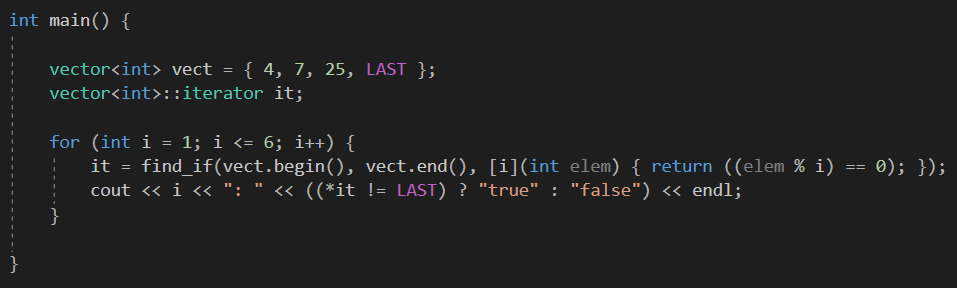 int main() {
vector<int> vect = { 4, 7, 25, LAST };
vector<int>::iterator it;
for (int i = 1; i <= 6; i++) {
it = find_if(vect.begin(), vect.end(), [i](int elem) { return ((elem % i) == 0); });
cout << i << ": " << ((*it != LAST) ? "true" : "false") << endl;
}
}